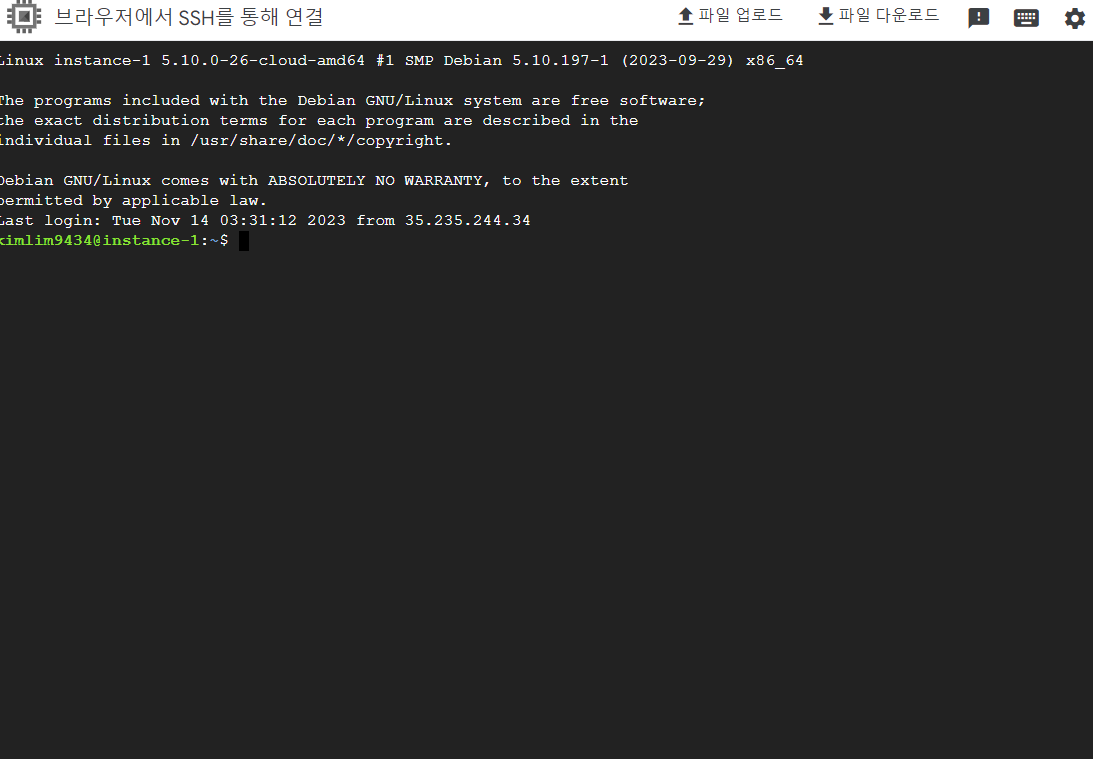 브라우저에서 SSH를 통해 연결
파일 업로드
파일 다운로드
Linux instance-1 5.10.0-26-cloud-amd64 #1 SMP Debian 5.10.197-1 (2023-09-29) x86_64
The programs included with the Debian GNU/Linux system are free software;
the exact distribution terms for each program are described in the
individual files in /usr/share/doc/*/copyright.
Debian GNU/Linux comes with ABSOLUTELY NO WARRANTY, to the extent
permitted by applicable law.
Last login: Tue Nov 14 03:31:12 2023 from 35.235.244.34
kimlim9434@instance-1:~$